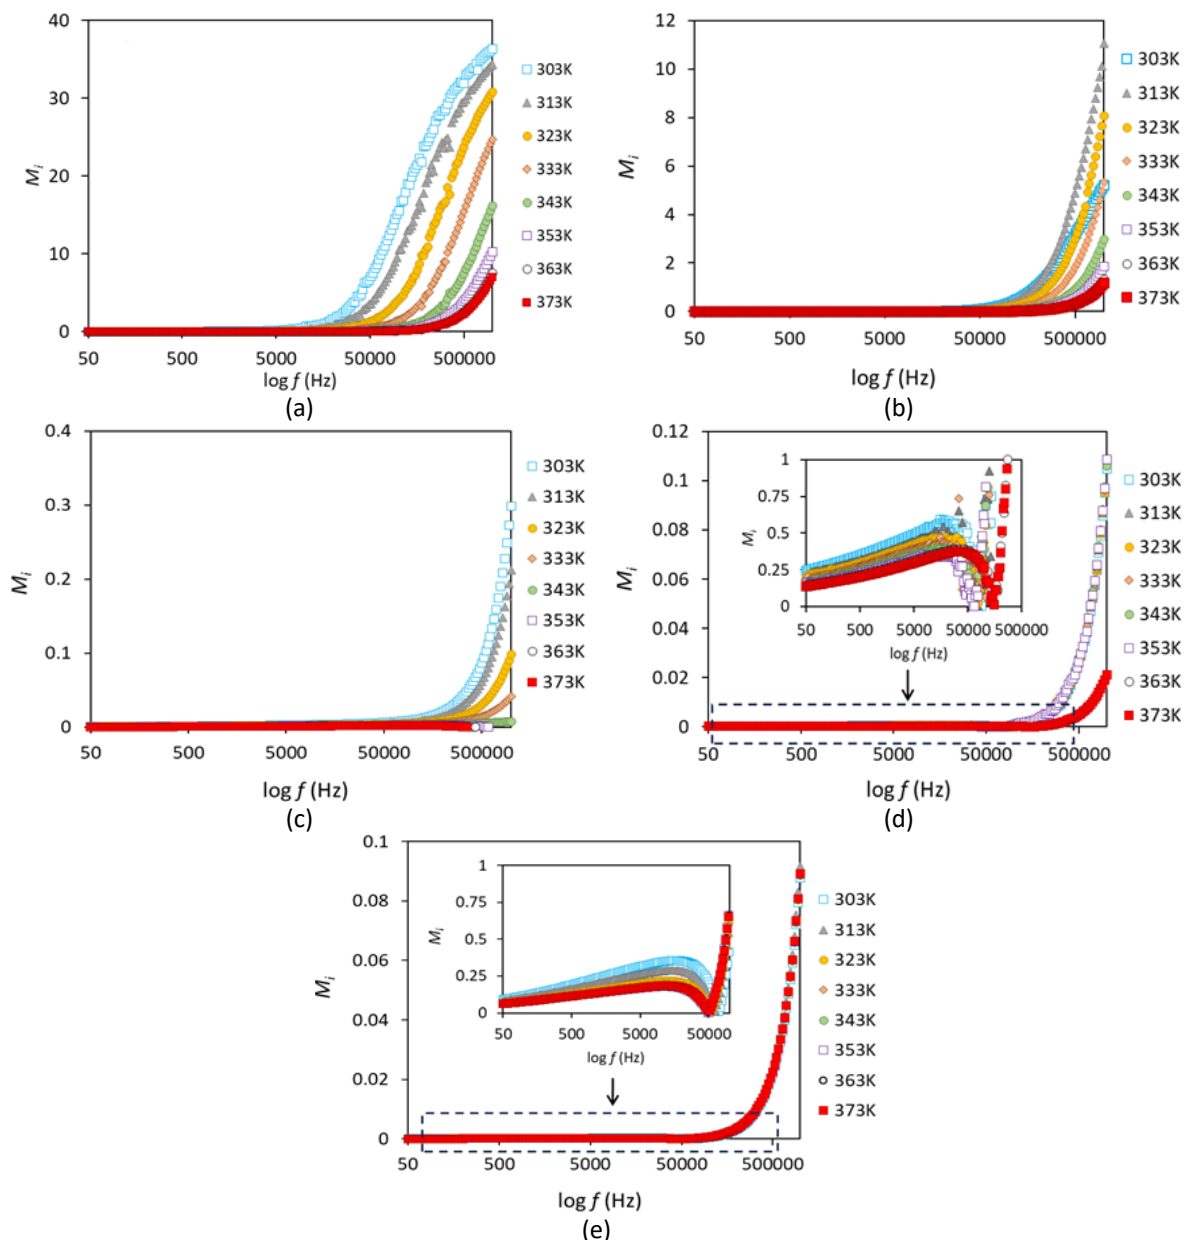 40
30
20
10
0
M_i
50 500 5000 50000 500000
log f (Hz)
303K
313K
323K
333K
343K
353K
363K
373K
(a)
12
10
8
6
4
2
0
M_i
50 500 5000 50000 500000
log f (Hz)
303K
313K
323K
333K
343K
353K
363K
373K
(b)
0.4
0.3
0.2
0.1
0
M_i
50 500 5000 50000 500000
log f (Hz)
303K
313K
323K
333K
343K
353K
363K
373K
(c)
0.12
0.1
0.08
0.06
0.04
0.02
0
M_i
1
0.75
0.5
0.25
0
M_i
50 500 5000 50000 500000
log f (Hz)
50 500 5000 50000 500000
log f (Hz)
303K
313K
323K
333K
343K
353K
363K
373K
(d)
0.1
0.08
0.06
0.04
0.02
0
M_i
1
0.75
0.5
0.25
0
M_i
50 500 5000 50000
log f (Hz)
50 500 5000 50000 500000
log f (Hz)
303K
313K
323K
333K
343K
353K
363K
373K
(e)